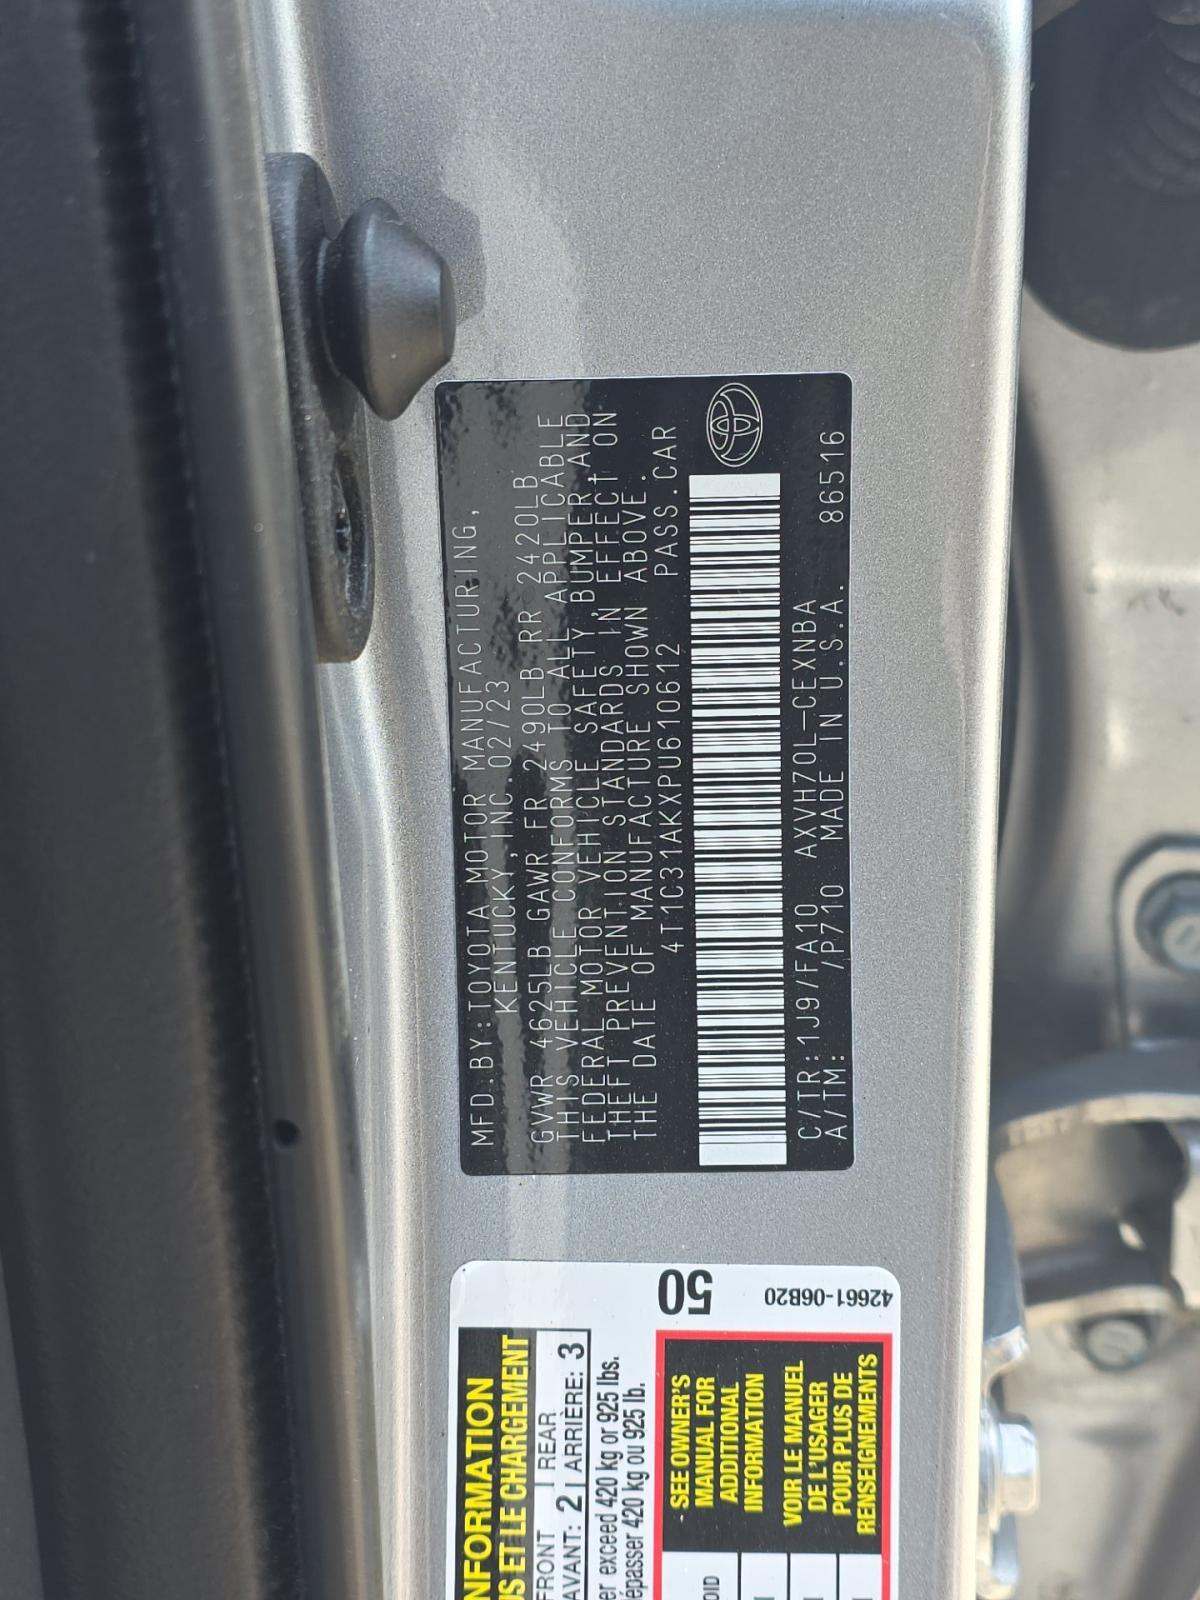 MFD.BY:TOYOTA MOTOR MANUFACTURING,
KENTUCKY, INC.02/23
GVWR 4625LB GAWR FR 2490LB RR 2420LB
THIS VEHICLE CONFORMS TO ALL APPLICABLE
FEDERAL MOTOR VEHICLE SAFETY,BUMPER,AND
THEFT PREVENTION STANDARDS IN EFFECT ON
THE DATE OF MANUFACTURE SHOWN ABOVE.
4T1C31AKXPU610612 PASS.CAR
C/TR:1J9/FA10 AXVH70L-CEXNBA
A/TM: /P710 MADE IN U.S.A. 86516
50
42661-06B20
NFORMATION
US ET LE CHARGEMENT
FRONT REAR
AVANT: 2 ARRIÈRE: 3
er exceed 420 kg or 925 lbs.
épasser 420 kg ou 925 lb.
SEE OWNER'S
MANUAL FOR
ADDITIONAL
INFORMATION
VOIR LE MANUEL
DE L'USAGER
POUR PLUS DE
RENSEIGNEMENTS